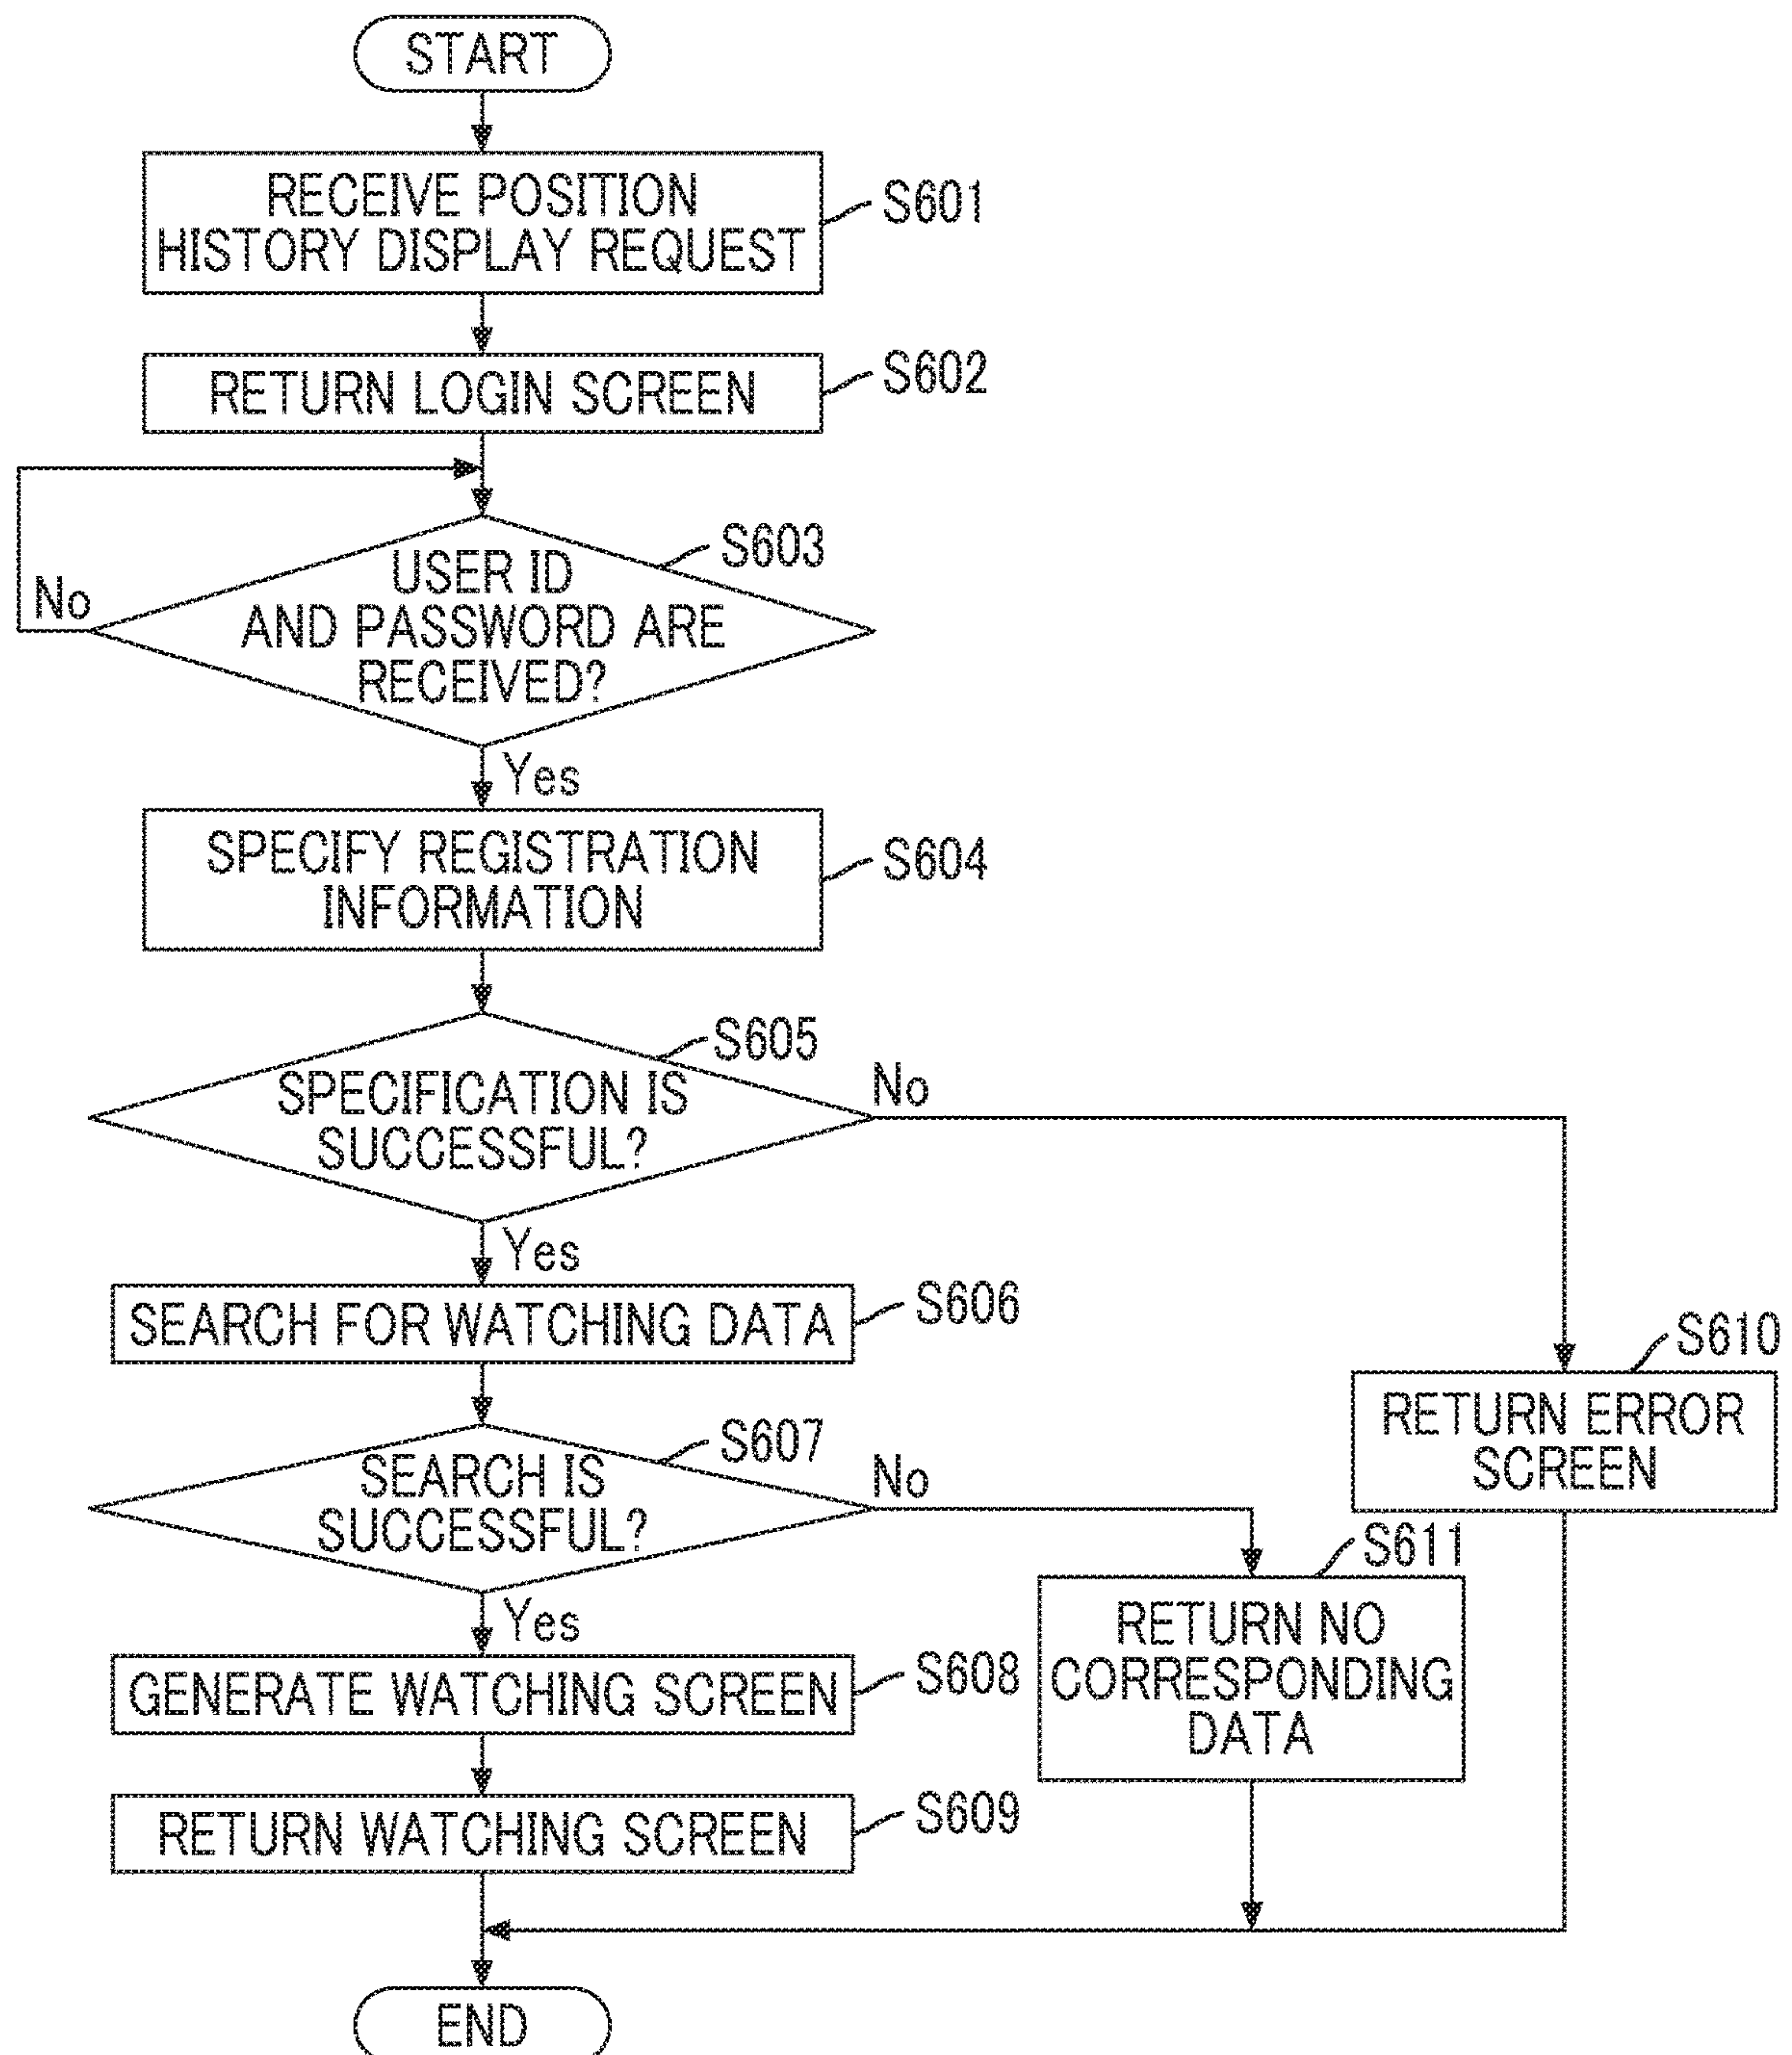 START
RECEIVE POSITION
HISTORY DISPLAY REQUEST
S601
RETURN LOGIN SCREEN
S602
S603
USER ID
AND PASSWORD ARE
RECEIVED?
No
Yes
SPECIFY REGISTRATION
INFORMATION
S604
S605
SPECIFICATION IS
SUCCESSFUL?
No
Yes
SEARCH FOR WATCHING DATA
S606
S607
SEARCH IS
SUCCESSFUL?
No
Yes
GENERATE WATCHING SCREEN
S608
RETURN WATCHING SCREEN
S609
S610
RETURN ERROR
SCREEN
S611
RETURN NO
CORRESPONDING
DATA
END